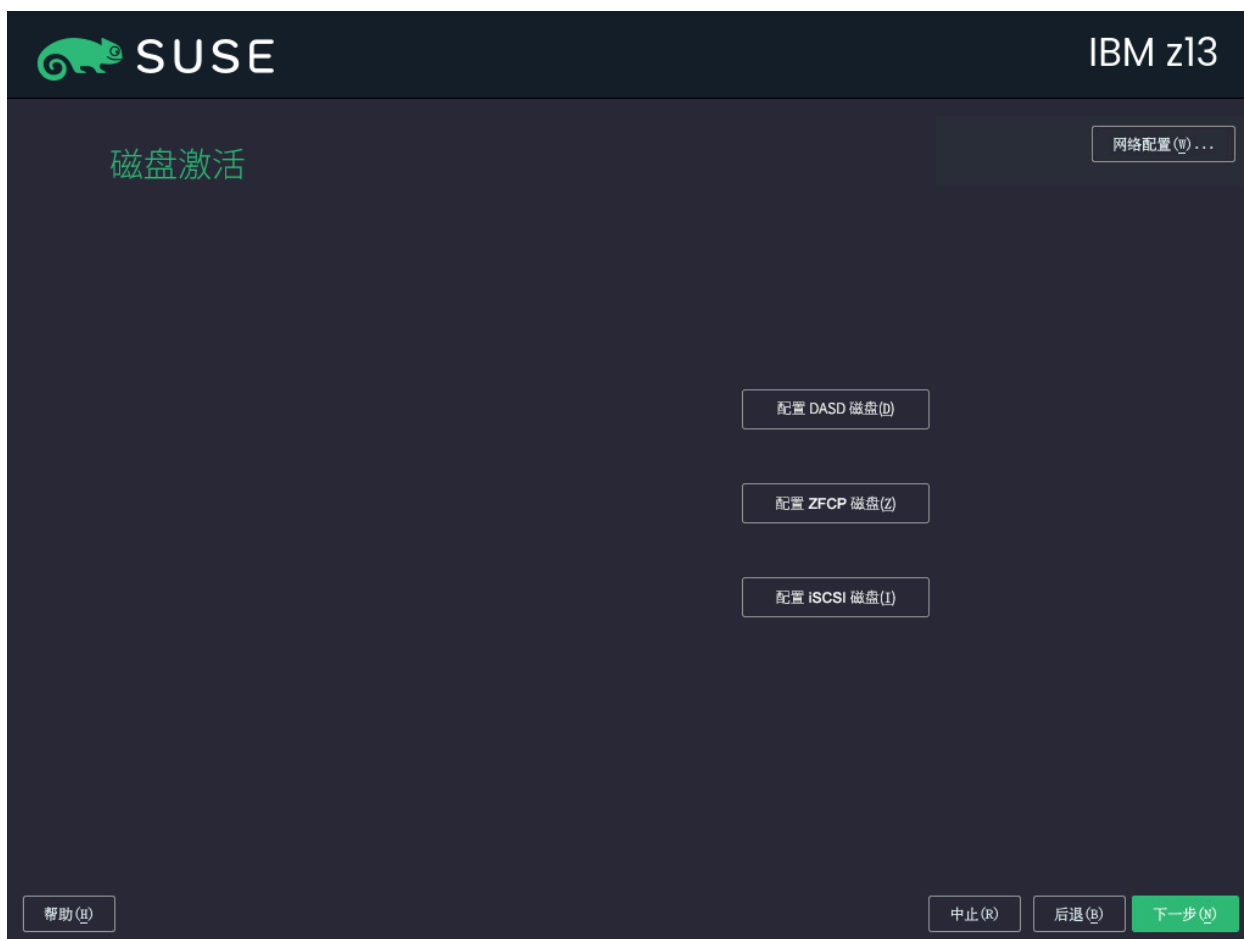 SUSE
IBM z13
磁盘激活
网络配置(W)...
配置 DASD 磁盘(D)
配置 ZFCP 磁盘(Z)
配置 iSCSI 磁盘(I)
帮助(H)
中止(R)
后退(B)
下一步(N)